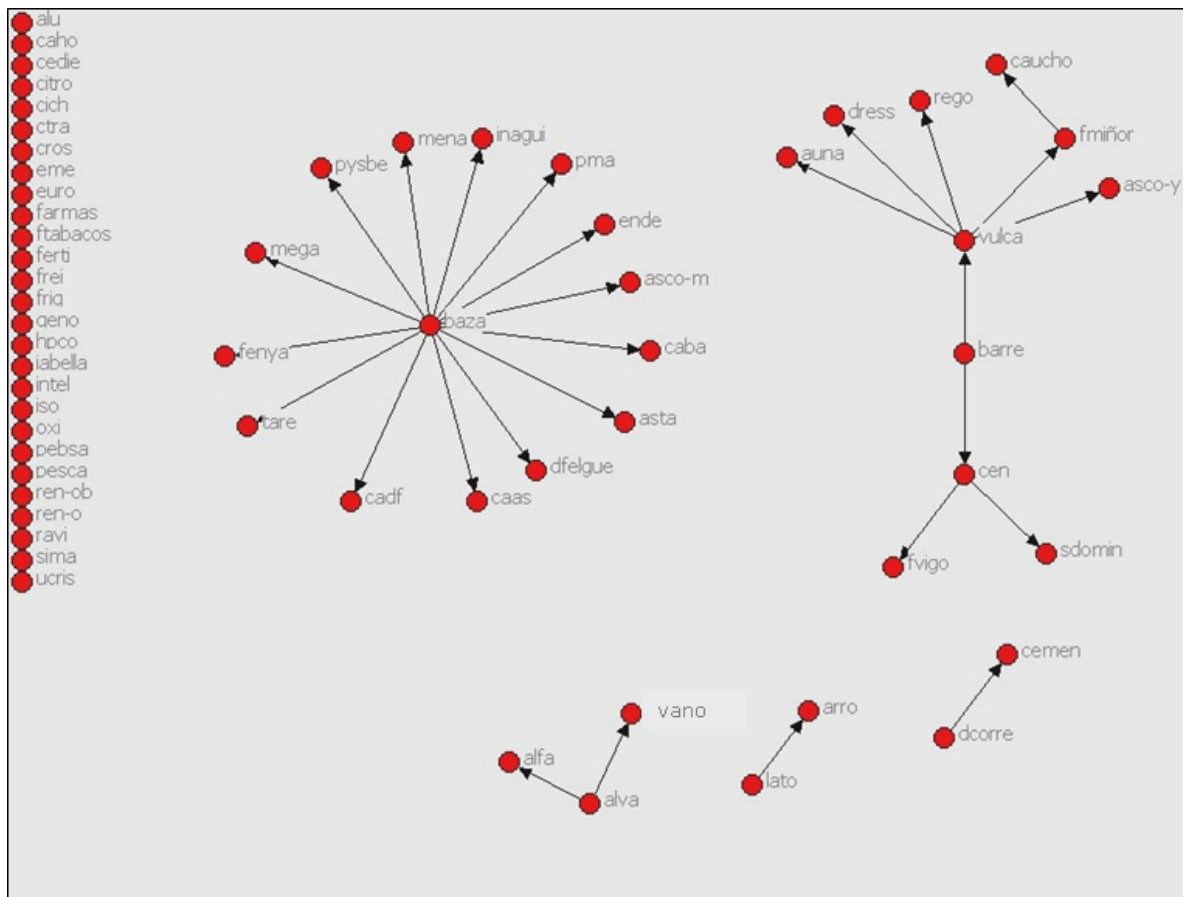 alu
caho
cedie
citro
cich
ctra
cros
eme
euro
farmas
ftabacos
ferti
frei
friq
qeno
hpco
iabella
intel
iso
oxi
pebsa
pesca
ren-ob
ren-o
ravi
sima
ucris
mena
inagui
pysbe
pma
ende
mega
asco-m
baza
caba
fenya
tare
asta
dfelgue
cadf
caas
caucho
rego
dress
fmiñor
auna
asco-y
vulca
barre
cen
fvigo
sdomin
cemen
dcorre
vano
arro
alfa
alva
lato